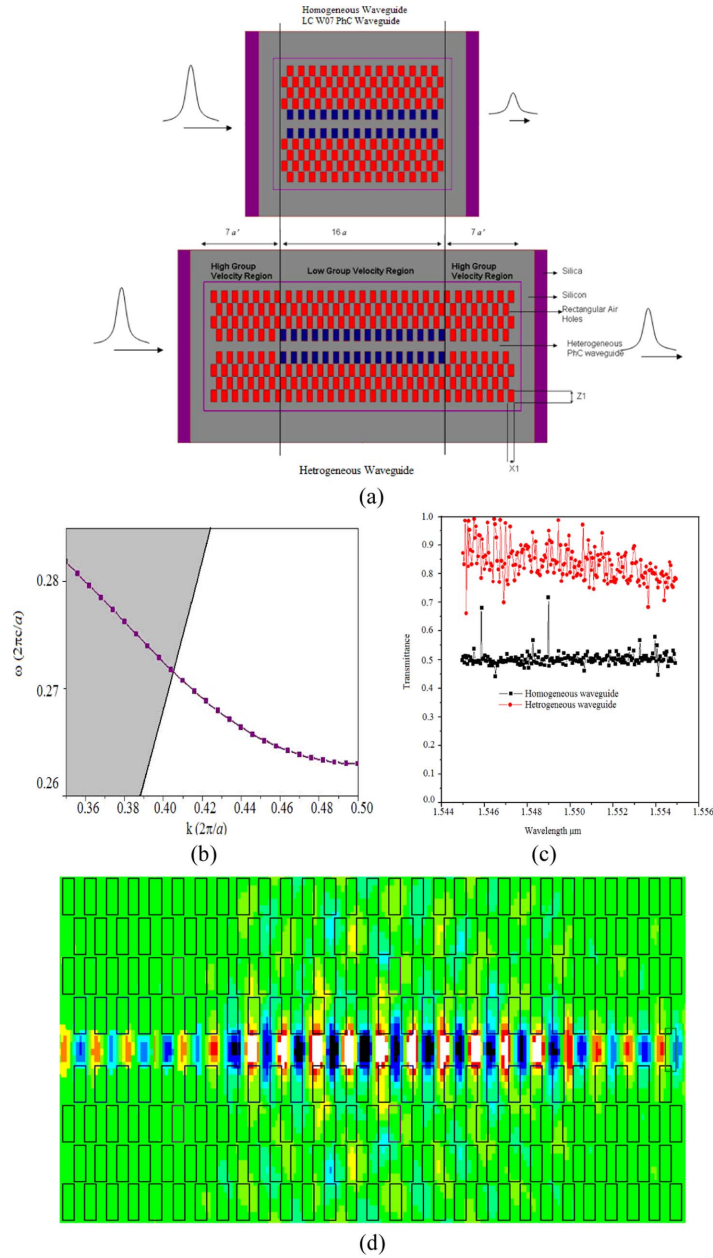 Homogeneous Waveguide
LC W07 PhC Waveguide
7 a'
16 a
7 a'
High Group
Velocity Region
Low Group Velocity Region
High Group
Velocity Region
Silica
Silicon
Rectangular Air
Holes
Heterogeneous
PhC waveguide
Z1
X1
Hetrogeneous Waveguide
(a)
ω (2πc/a)
0.28
0.27
0.26
0.36 0.38 0.40 0.42 0.44 0.46 0.48 0.50
k (2π/a)
(b)
Transmittance
1.0
0.9
0.8
0.7
0.6
0.5
0.4
0.3
0.2
0.1
0.0
Homogeneous waveguide
Hetrogeneous waveguide
1.544 1.546 1.548 1.550 1.552 1.554 1.556
Wavelength µm
(c)
(d)